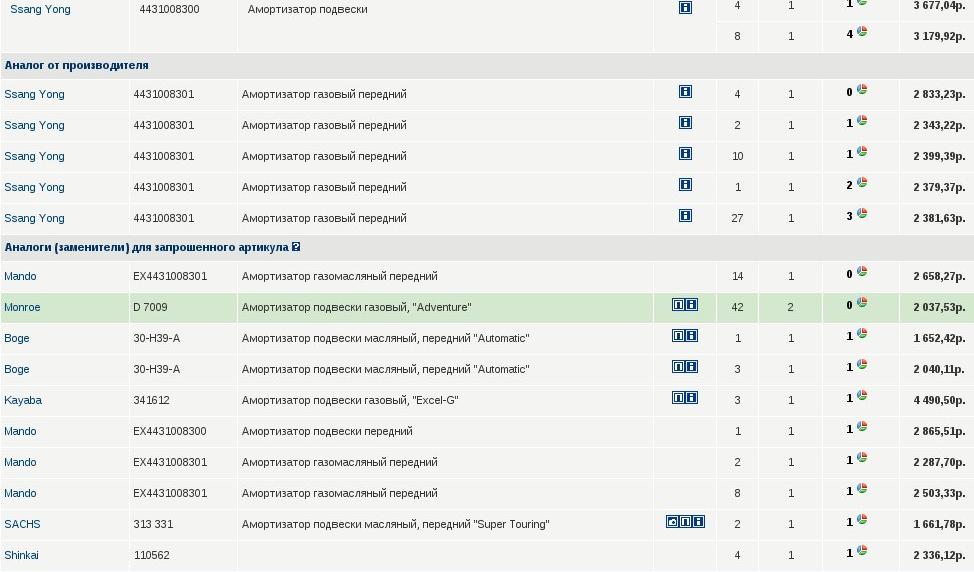 Ssang Yong 4431008300 Амортизатор подвески 4 1 1 3 677,04р.
8 1 4 3 179,92р.
Аналог от производителя
Ssang Yong 4431008301 Амортизатор газовый передний 4 1 0 2 833,23р.
Ssang Yong 4431008301 Амортизатор газовый передний 2 1 1 2 343,22р.
Ssang Yong 4431008301 Амортизатор газовый передний 10 1 1 2 399,39р.
Ssang Yong 4431008301 Амортизатор газовый передний 1 1 2 2 379,37р.
Ssang Yong 4431008301 Амортизатор газовый передний 27 1 3 2 381,63р.
Аналоги (заменители) для запрошенного артикула ?
Mando EX4431008301 Амортизатор газомасляный передний 14 1 0 2 658,27р.
Monroe D 7009 Амортизатор подвески газовый, "Adventure" 42 2 0 2 037,53р.
Boge 30-H39-A Амортизатор подвески масляный, передний "Automatic" 1 1 1 1 652,42р.
Boge 30-H39-A Амортизатор подвески масляный, передний "Automatic" 3 1 1 2 040,11р.
Kayaba 341612 Амортизатор подвески газовый, "Excel-G" 3 1 1 4 490,50р.
Mando EX4431008300 Амортизатор подвески передний 1 1 1 2 865,51р.
Mando EX4431008301 Амортизатор газомасляный передний 2 1 1 2 287,70р.
Mando EX4431008301 Амортизатор газомасляный передний 8 1 1 2 503,33р.
SACHS 313 331 Амортизатор подвески масляный, передний "Super Touring" 2 1 1 1 661,78р.
Shinkai 110562 4 1 1 2 336,12р.